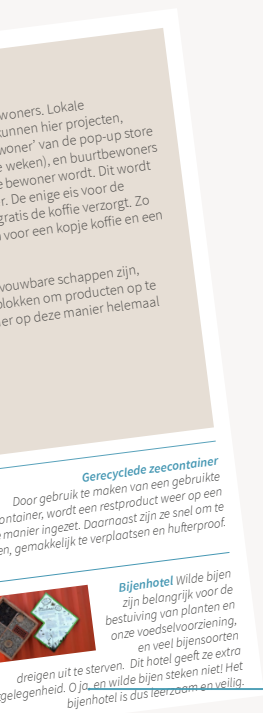 woners. Lokale
kunnen hier projecten,
woner' van de pop-up store
weken), en buurtbewoners
bewoner wordt. Dit wordt
r. De enige eis voor de
gratis de koffie verzorgt. Zo
voor een kopje koffie en een
vouwbare schappen zijn,
blokken om producten op te
er op deze manier helemaal
Gerecyclede zeecontainer
Door gebruik te maken van een gebruikte
ontainer, wordt een restproduct weer op een
manier ingezet. Daarnaast zijn ze snel om te
en, gemakkelijk te verplaatsen en hufterproof.
Bijenhotel Wilde bijen
zijn belangrijk voor de
bestuiving van planten en
onze voedselvoorziening,
en veel bijensoorten
dreigen uit te sterven. Dit hotel geeft ze extra
gelegenheid. O ja, en wilde bijen steken niet! Het
bijenhotel is dus leerzaam en veilig.